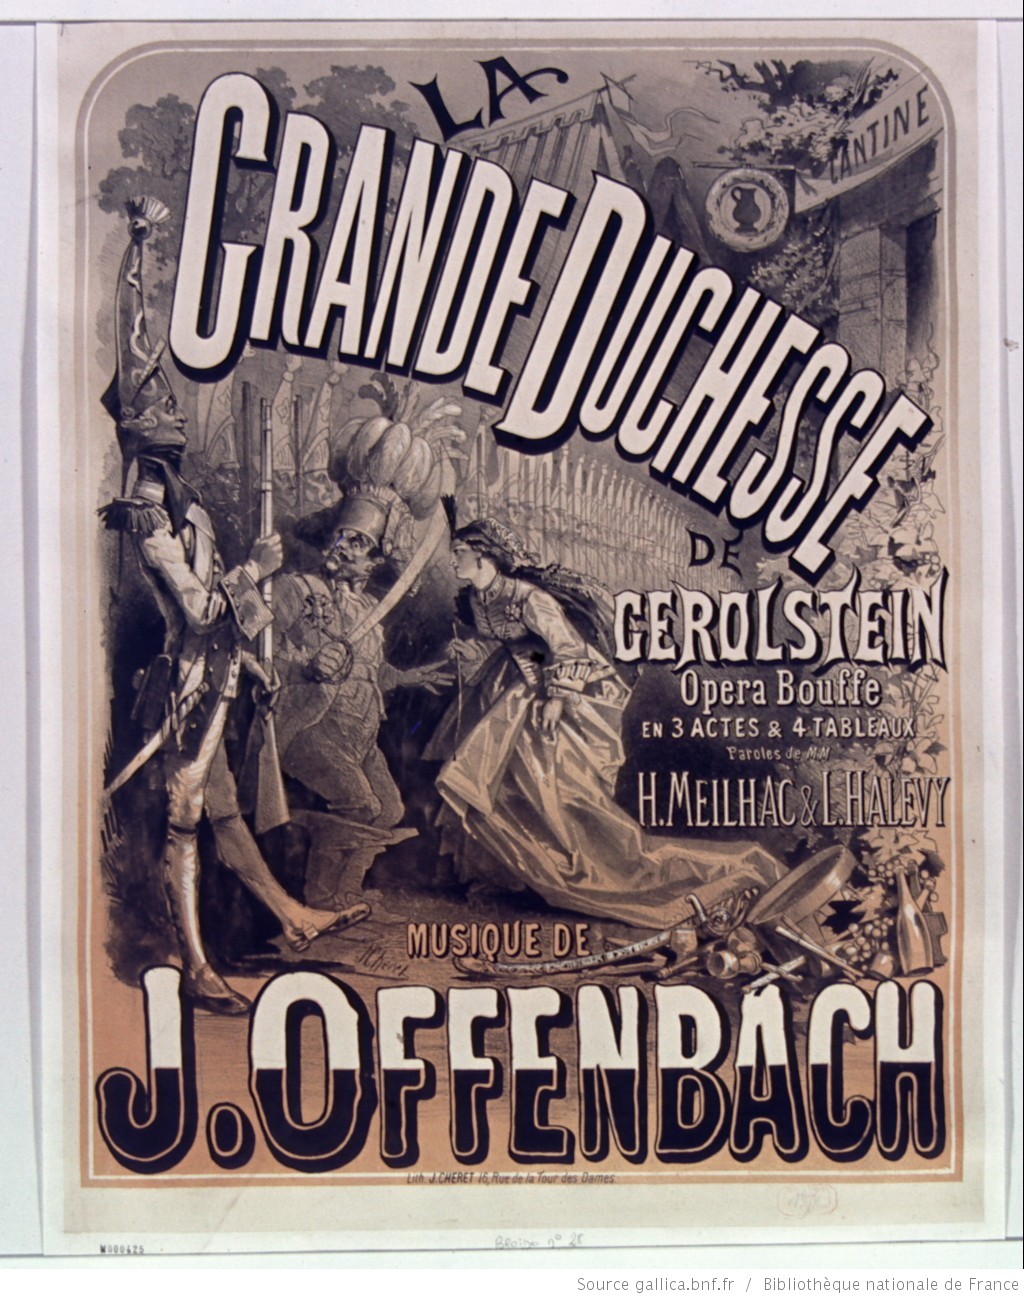 LA
GRANDE DUCHESSE
CANTINE
DE
GEROLSTEIN
Opera Bouffe
EN 3 ACTES & 4 TABLEAUX
Paroles de MM
H. MEILHAC & L. HALEVY
MUSIQUE DE
J. Cheret
J. OFFENBACH
Lith. J. CHERET 16, Rue de la Tour des Dames.
W000425
Source gallica.bnf.fr / Bibliothèque nationale de France